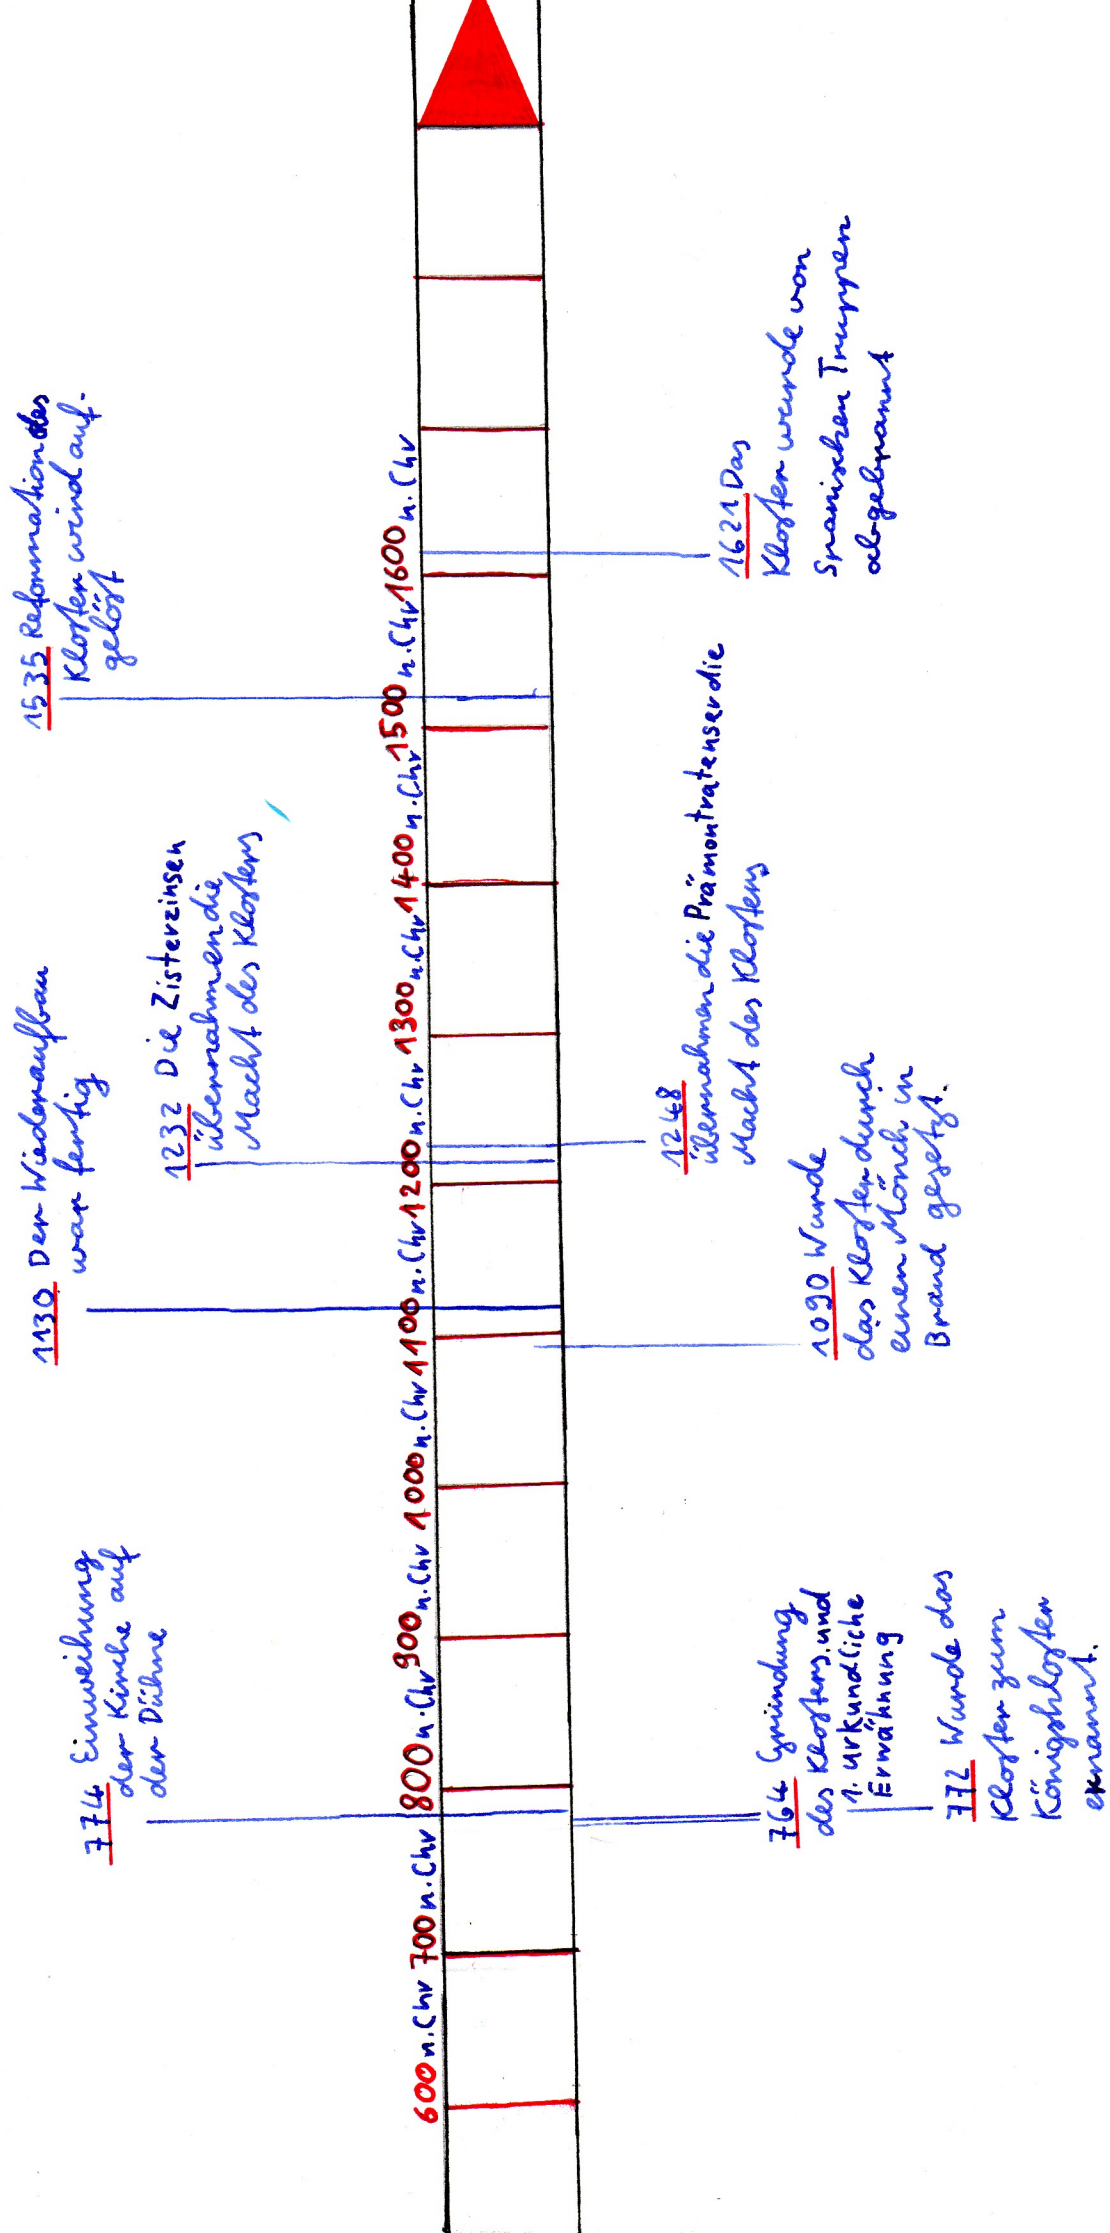 774 Einweihung
der Kirche auf
der Dühne
1130 Der Wiederaufbau
war fertig
1232 Die Zisterzinsen
übernahmen die
Macht des Klosters
1535 Reformation des
Kloster wird auf-
gelöst
600 n. Chr 700 n. Chr 800 n. Chr 900 n. Chr 1000 n. Chr 1100 n. Chr 1200 n. Chr 1300 n. Chr 1400 n. Chr 1500 n. Chr 1600 n. Chr
764 Gründung
des Klosters und
1. urkundliche
Erwähnung
772 Wurde das
Kloster zum
Königskloster
ernannt.
1090 Wurde
das Kloster durch
einen Mönch in
Brand gesetzt.
1248
übernahmen die Prämontratenser die
Macht des Klosters
1621 Das
Kloster wurde von
Spanischen Truppen
abgebrannt